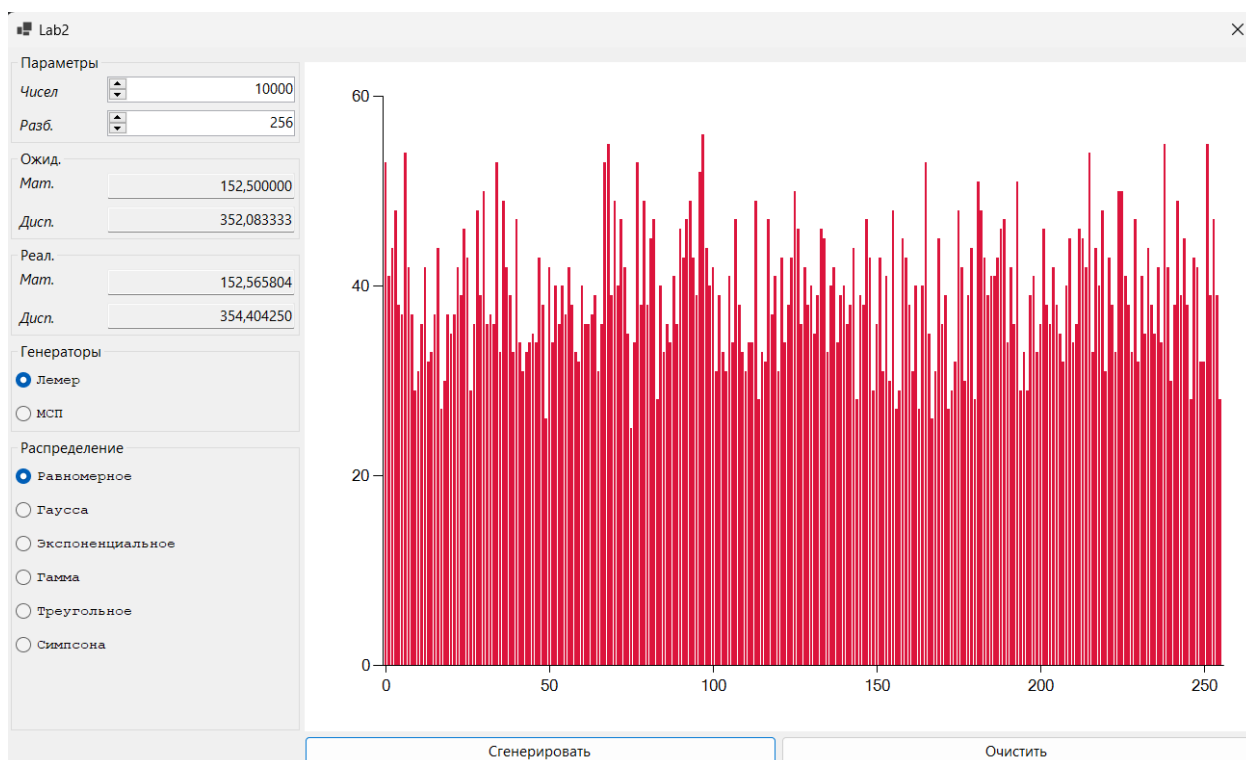 Lab2
Параметры
Чисел 10000
Разб. 256
Ожид.
Мат. 152,500000
Дисп. 352,083333
Реал.
Мат. 152,565804
Дисп. 354,404250
Генераторы
Лемер
МСП
Распределение
Равномерное
Гаусса
Экспоненциальное
Гамма
Треугольное
Симпсона
60
40
20
0
0 50 100 150 200 250
Сгенерировать Очистить